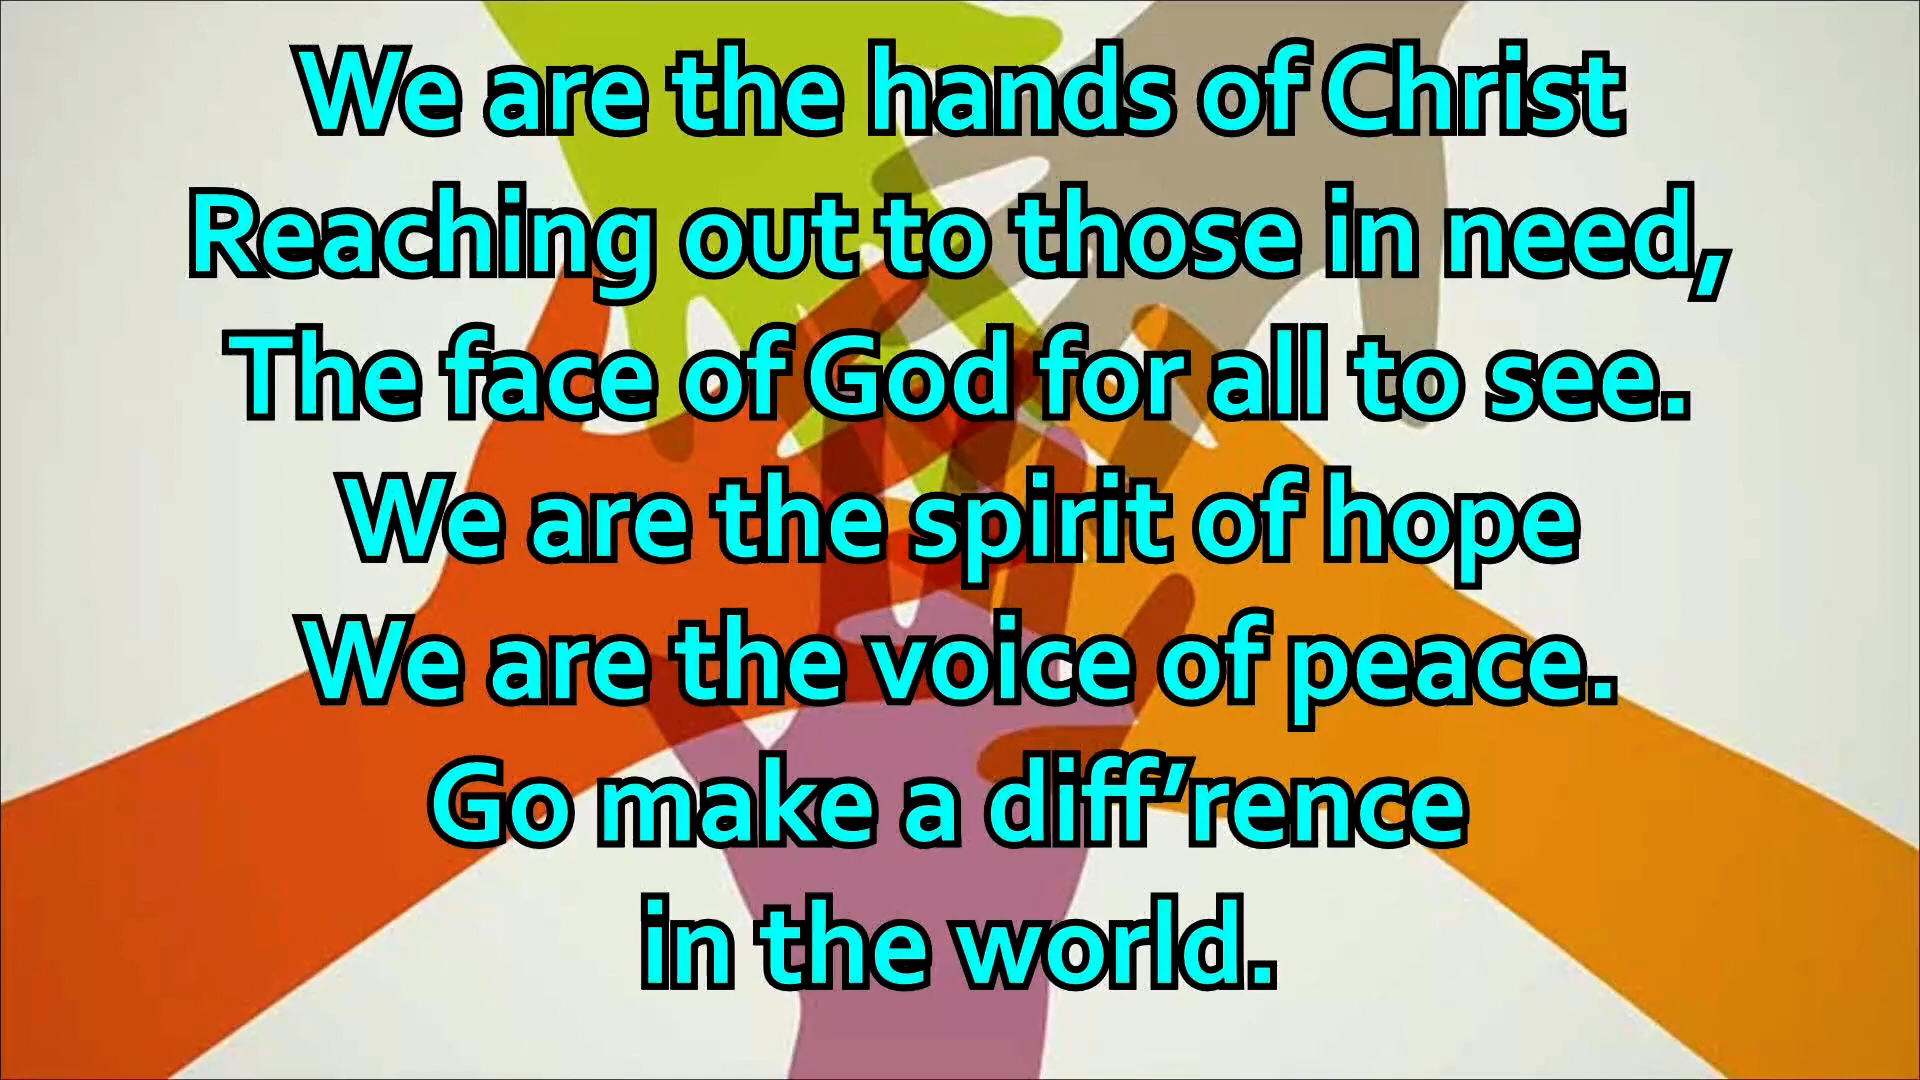 We are the hands of Christ
Reaching out to those in need,
The face of God for all to see.
We are the spirit of hope
We are the voice of peace.
Go make a diff’rence
in the world.